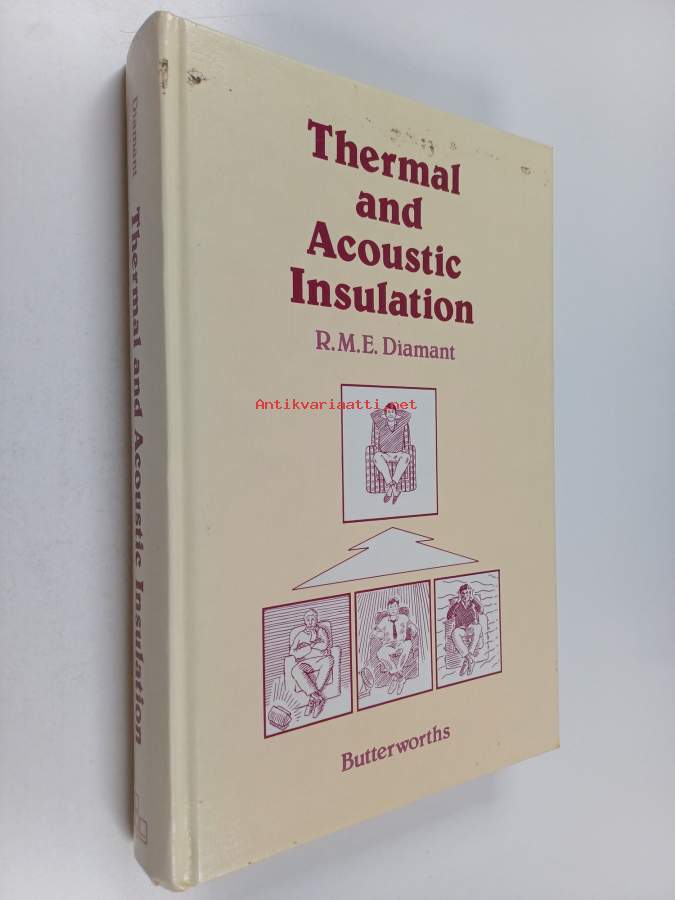 Thermal
and
Acoustic
Insulation
R.M.E. Diamant
Antikvariaatti.net
Butterworths
Diamant Thermal and Acoustic Insulation